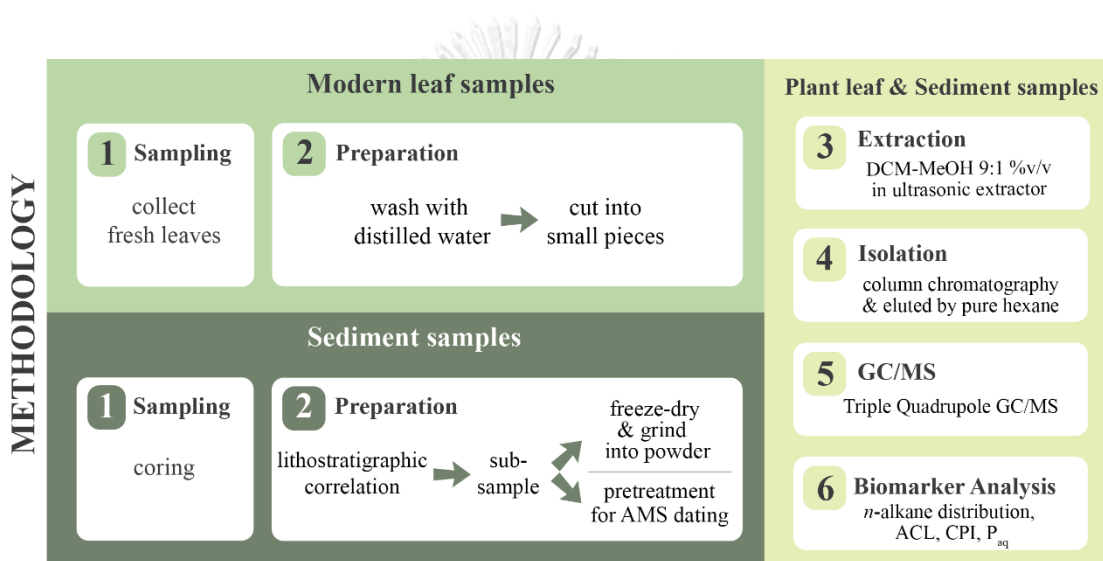 METHODOLOGY
Modern leaf samples
1 Sampling
collect
fresh leaves
2 Preparation
wash with
distilled water
cut into
small pieces
Sediment samples
1 Sampling
coring
2 Preparation
lithostratigraphic
correlation
sub-
sample
freeze-dry
& grind
into powder
pretreatment
for AMS dating
Plant leaf & Sediment samples
3 Extraction
DCM-MeOH 9:1 %v/v
in ultrasonic extractor
4 Isolation
column chromatography
& eluted by pure hexane
5 GC/MS
Triple Quadrupole GC/MS
6 Biomarker Analysis
n-alkane distribution,
ACL, CPI, Paq